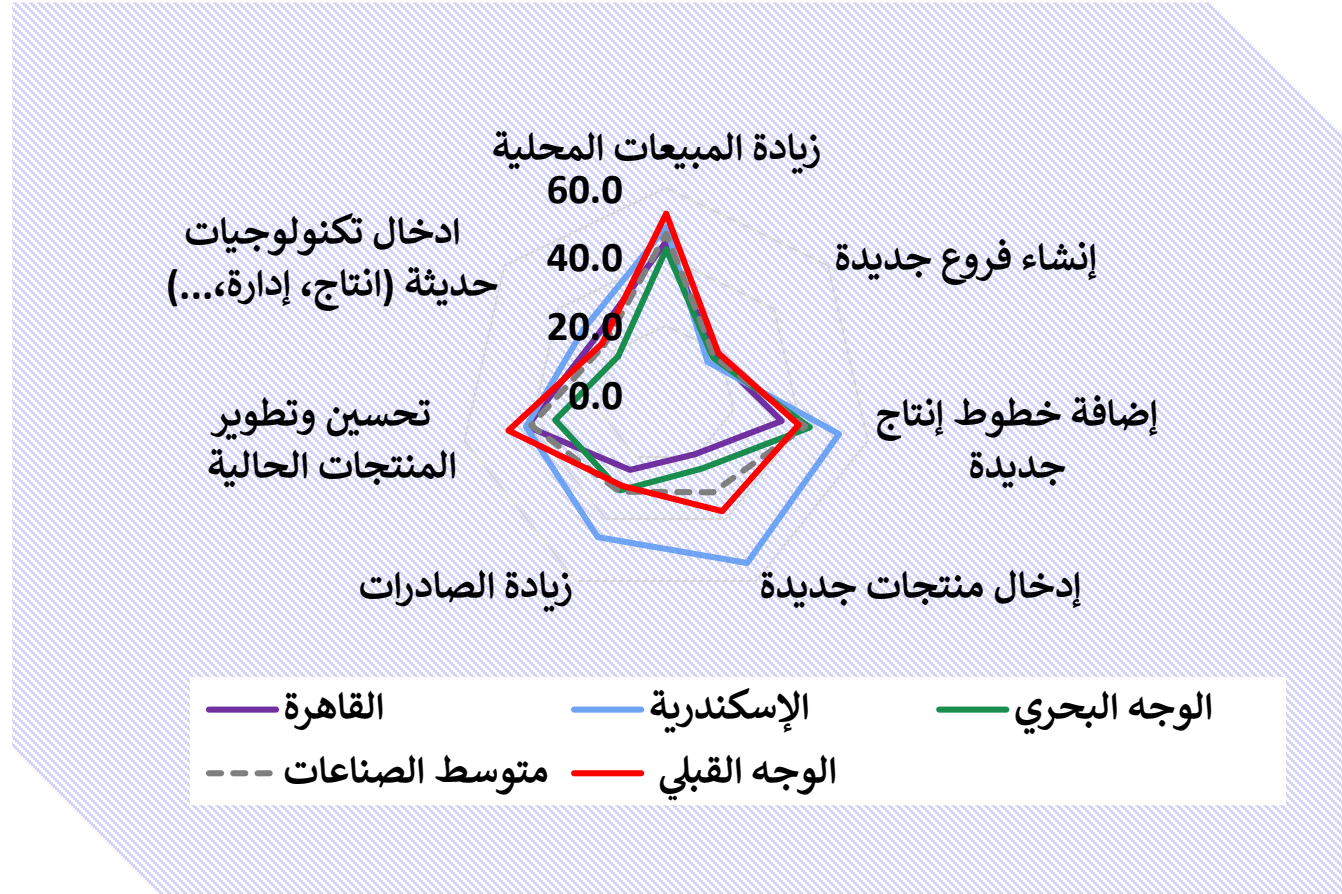 زيادة المبيعات المحلية
60.0
40.0
20.0
0.0
إنشاء فروع جديدة
إضافة خطوط إنتاج
جديدة
إدخال منتجات جديدة
زيادة الصادرات
تحسين وتطوير
المنتجات الحالية
ادخال تكنولوجيات
حديثة (انتاج، إدارة،...)
القاهرة
الإسكندرية
الوجه البحري
متوسط الصناعات
الوجه القبلي